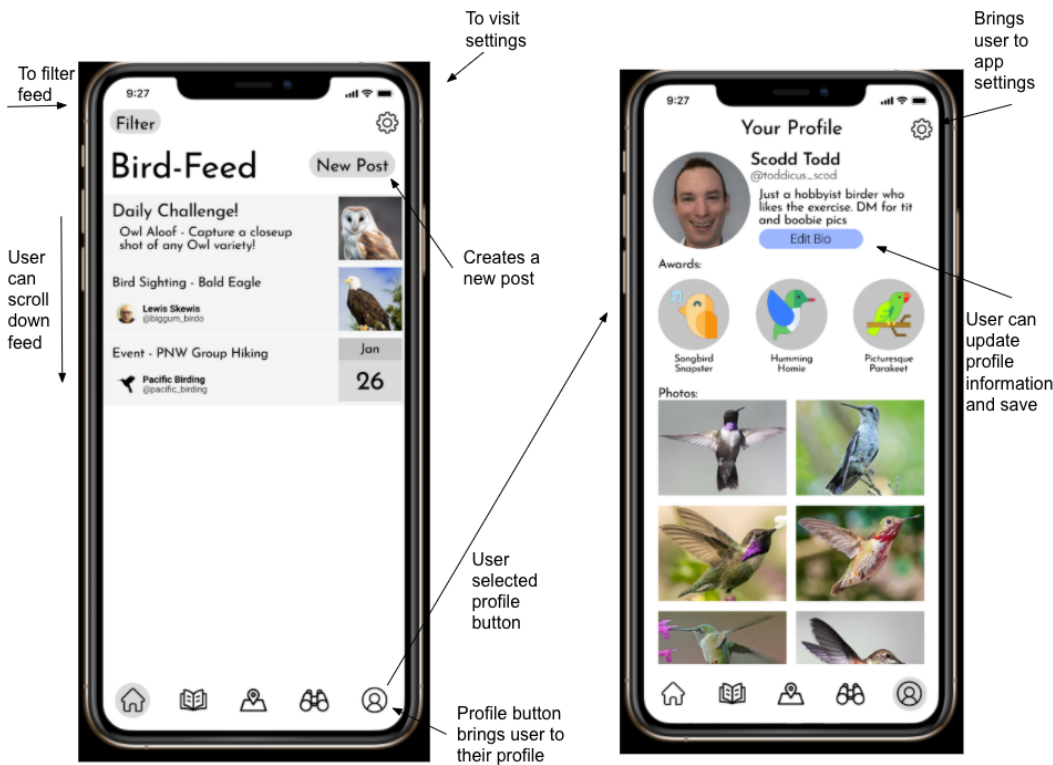 To visit
settings
Brings
user to
app
settings
To filter
feed
9:27
Filter
Bird-Feed
New Post
Daily Challenge!
Owl Aloof - Capture a closeup
shot of any Owl variety!
Bird Sighting - Bald Eagle
Lewis Skewis
@biggum_birdo
Event - PNW Group Hiking
Pacific Birding
@pacific_birding
Jan
26
User
can
scroll
down
feed
Creates a
new post
User
selected
profile
button
Profile button
brings user to
their profile
9:27
Your Profile
Scodd Todd
@toddicus_scod
Just a hobbyist birder who
likes the exercise. DM for tit
and boobie pics
Edit Bio
Awards:
Songbird
Snapster
Humming
Homie
Picturesque
Parakeet
Photos:
User can
update
profile
information
and save